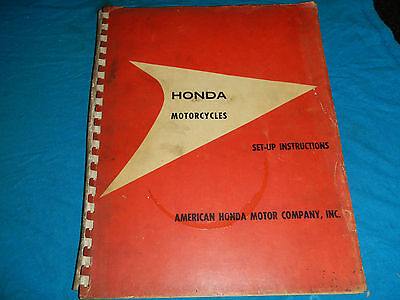 HONDA
MOTORCYCLES
SET-UP INSTRUCTIONS
AMERICAN HONDA MOTOR COMPANY, INC.